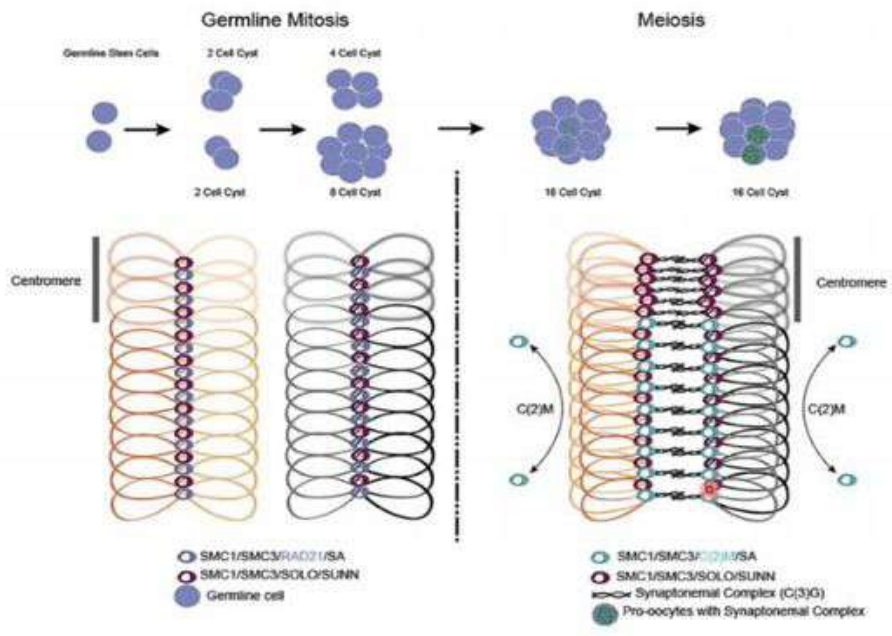 Germline Mitosis
Meiosis
Germline Stem Cells
2 Cell Cyst
4 Cell Cyst
2 Cell Cyst
8 Cell Cyst
16 Cell Cyst
16 Cell Cyst
Centromere
Centromere
C(2)M
C(2)M
SMC1/SMC3/RAD21/SA
SMC1/SMC3/SOLO/SUNN
Germline cell
SMC1/SMC3/C(2)M/SA
SMC1/SMC3/SOLO/SUNN
Synaptonemal Complex (C(3)G)
Pro-oocytes with Synaptonemal Complex